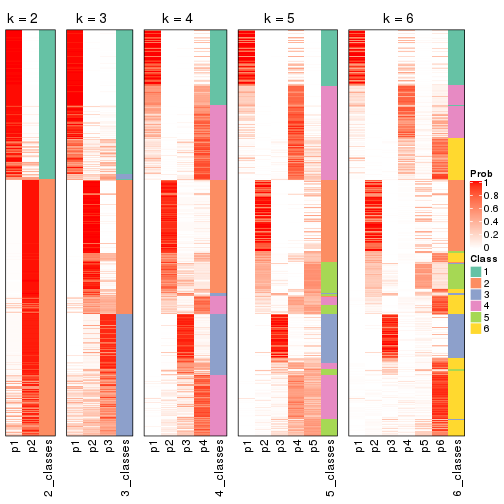 k = 2
k = 3
k = 4
k = 5
k = 6
Prob
1
0.8
0.6
0.4
0.2
0
Class
1
2
3
4
5
6
p1
p2
2_classes
p1
p2
p3
3_classes
p1
p2
p3
p4
4_classes
p1
p2
p3
p4
p5
5_classes
p1
p2
p3
p4
p5
p6
6_classes